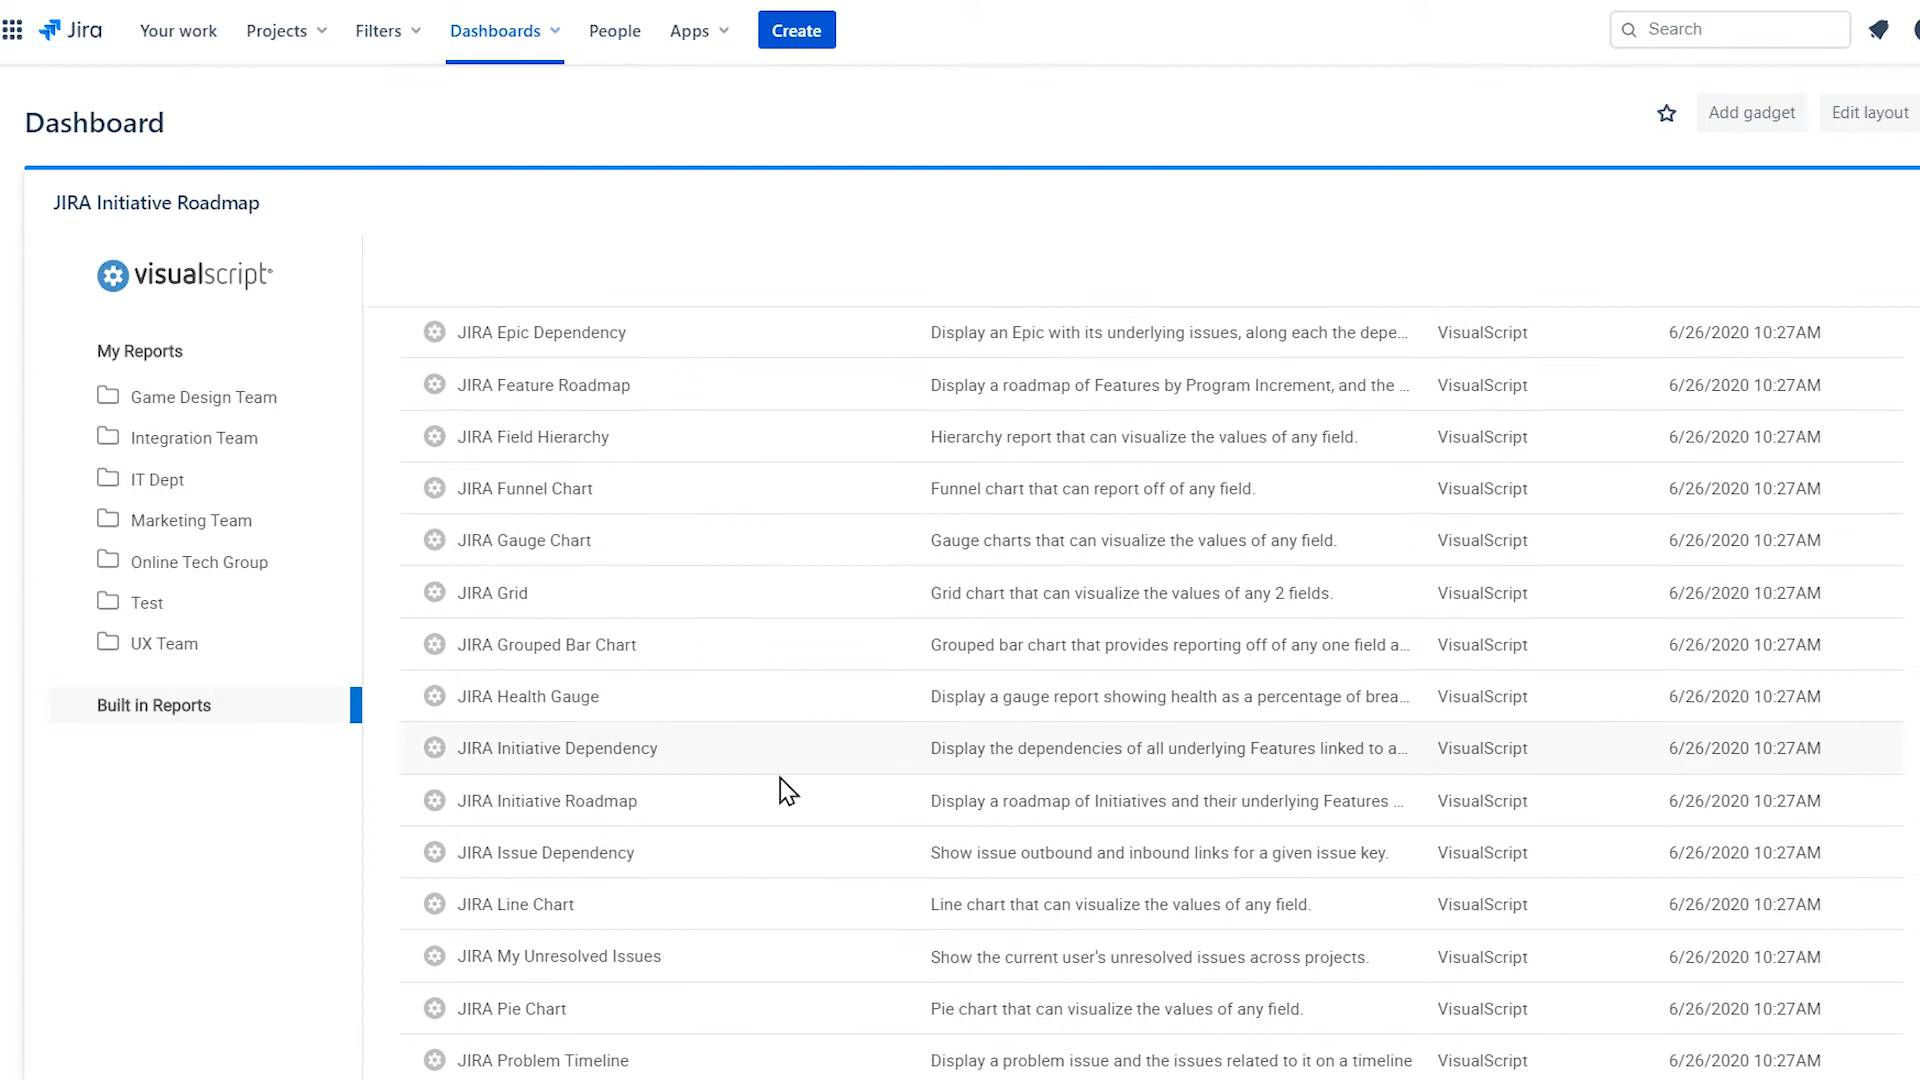 Jira Your work Projects Filters Dashboards People Apps Create Search
Dashboard
Add gadget Edit layout
JIRA Initiative Roadmap
visualscript
My Reports
Game Design Team
Integration Team
IT Dept
Marketing Team
Online Tech Group
Test
UX Team
Built in Reports
JIRA Epic Dependency Display an Epic with its underlying issues, along each the depe... VisualScript 6/26/2020 10:27AM
JIRA Feature Roadmap Display a roadmap of Features by Program Increment, and the ... VisualScript 6/26/2020 10:27AM
JIRA Field Hierarchy Hierarchy report that can visualize the values of any field. VisualScript 6/26/2020 10:27AM
JIRA Funnel Chart Funnel chart that can report off of any field. VisualScript 6/26/2020 10:27AM
JIRA Gauge Chart Gauge charts that can visualize the values of any field. VisualScript 6/26/2020 10:27AM
JIRA Grid Grid chart that can visualize the values of any 2 fields. VisualScript 6/26/2020 10:27AM
JIRA Grouped Bar Chart Grouped bar chart that provides reporting off of any one field a... VisualScript 6/26/2020 10:27AM
JIRA Health Gauge Display a gauge report showing health as a percentage of brea... VisualScript 6/26/2020 10:27AM
JIRA Initiative Dependency Display the dependencies of all underlying Features linked to a... VisualScript 6/26/2020 10:27AM
JIRA Initiative Roadmap Display a roadmap of Initiatives and their underlying Features ... VisualScript 6/26/2020 10:27AM
JIRA Issue Dependency Show issue outbound and inbound links for a given issue key. VisualScript 6/26/2020 10:27AM
JIRA Line Chart Line chart that can visualize the values of any field. VisualScript 6/26/2020 10:27AM
JIRA My Unresolved Issues Show the current user's unresolved issues across projects. VisualScript 6/26/2020 10:27AM
JIRA Pie Chart Pie chart that can visualize the values of any field. VisualScript 6/26/2020 10:27AM
JIRA Problem Timeline Display a problem issue and the issues related to it on a timeline VisualScript 6/26/2020 10:27AM